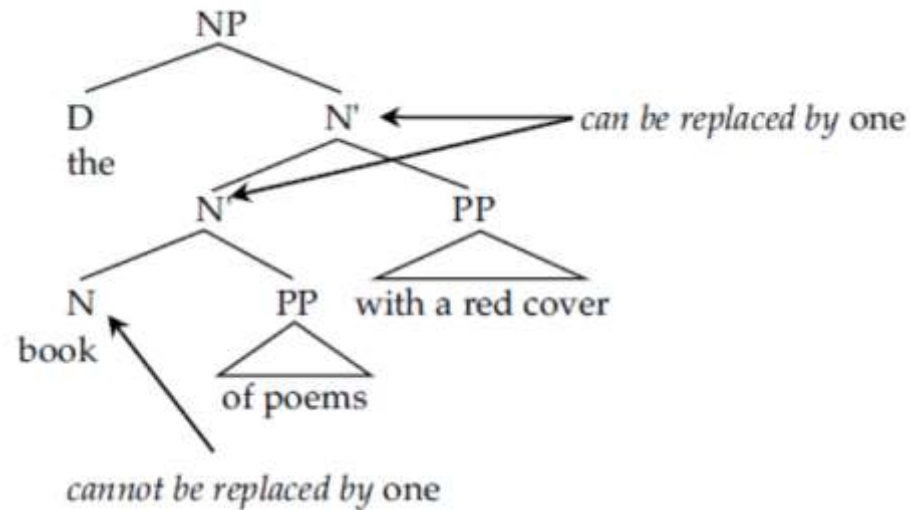 NP
D N' can be replaced by one
the
N' PP
N PP with a red cover
book
of poems
cannot be replaced by one